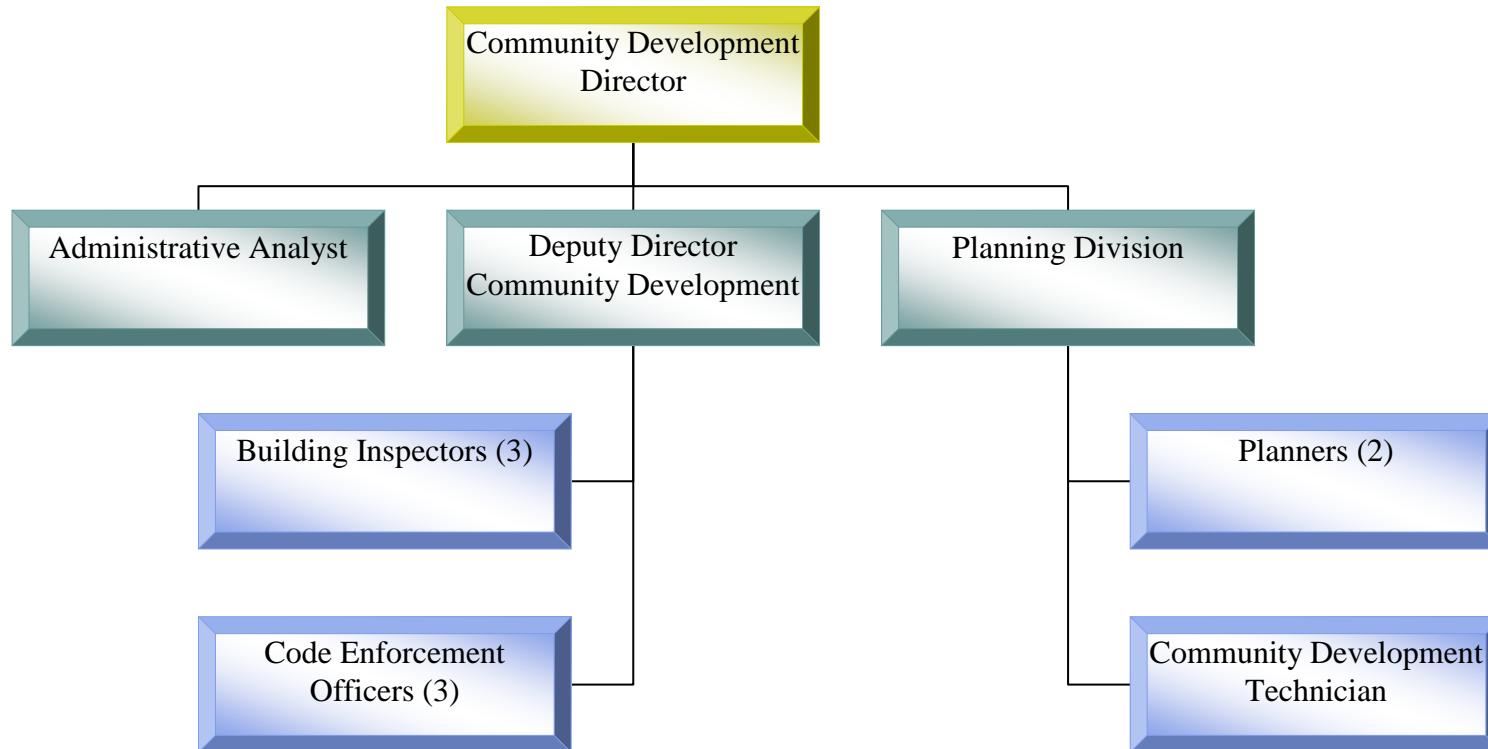 Community Development
Director
Administrative Analyst
Deputy Director
Community Development
Planning Division
Building Inspectors (3)
Planners (2)
Code Enforcement
Officers (3)
Community Development
Technician